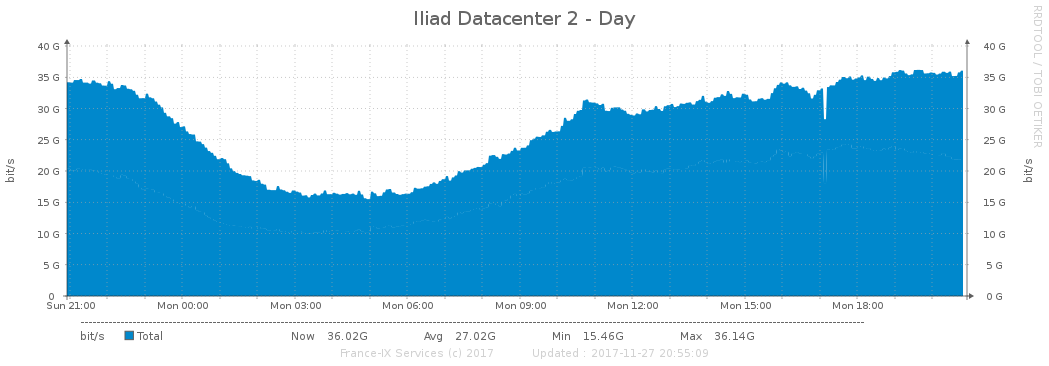 Iliad Datacenter 2 - Day
RRDTOOL / TOBI OETIKER
bit/s
bit/s
40 G 40 G
35 G 35 G
30 G 30 G
25 G 25 G
20 G 20 G
15 G 15 G
10 G 10 G
5 G 5 G
0 0 G
Sun 21:00 Mon 00:00 Mon 03:00 Mon 06:00 Mon 09:00 Mon 12:00 Mon 15:00 Mon 18:00
bit/s Total Now 36.02G Avg 27.02G Min 15.46G Max 36.14G
France-IX Services (c) 2017 Updated : 2017-11-27 20:55:09